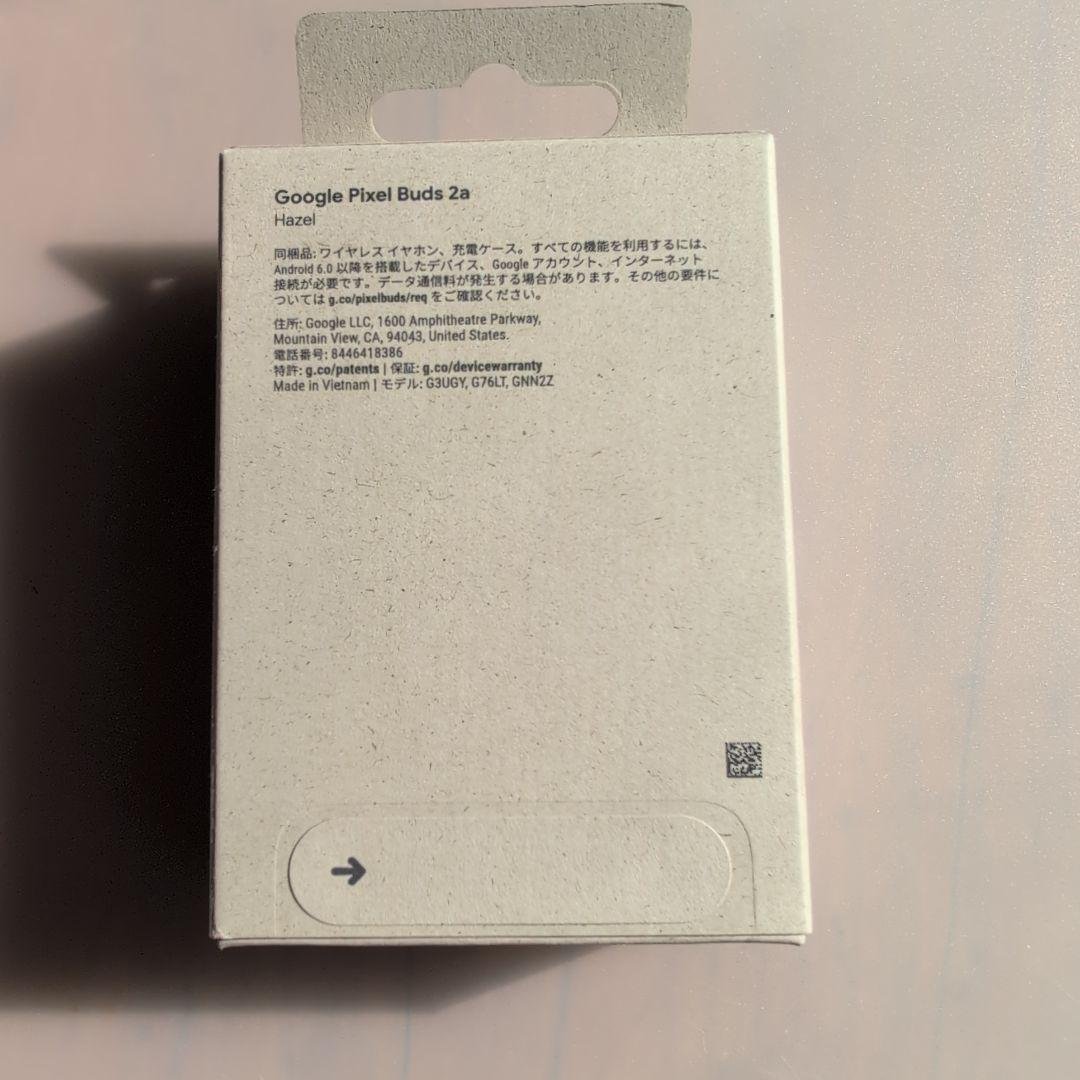 Google Pixel Buds 2a
Hazel
同梱品: ワイヤレス イヤホン、充電ケース。すべての機能を利用するには、
Android 6.0 以降を搭載したデバイス、Google アカウント、インターネット
接続が必要です。データ通信料が発生する場合があります。その他の要件に
ついては g.co/pixelbuds/req をご確認ください。
住所: Google LLC, 1600 Amphitheatre Parkway,
Mountain View, CA, 94043, United States.
電話番号: 8446418386
特許: g.co/patents | 保証: g.co/devicewarranty
Made in Vietnam | モデル: G3UGY, G76LT, GNN2Z